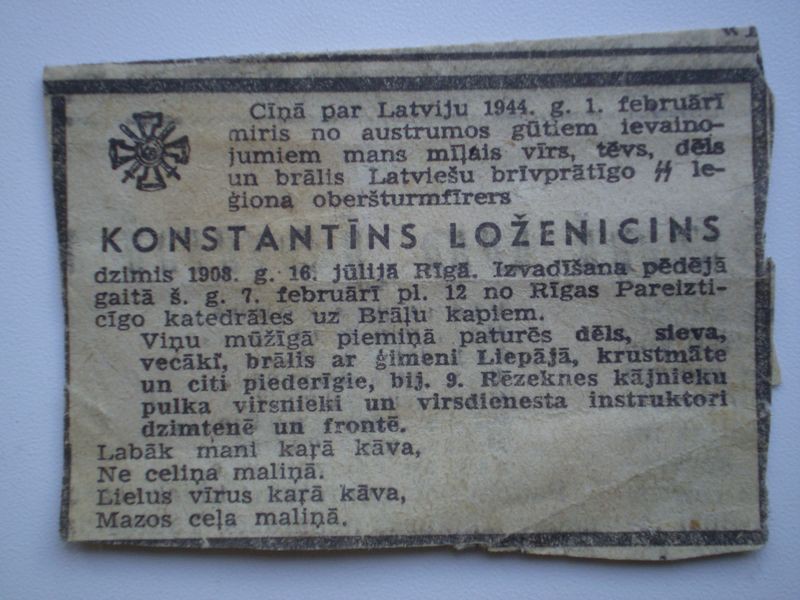 Cīņā par Latviju 1944. g. 1. februārī
miris no austrumos gūtiem ievaino-
jumiem mans mīļais vīrs, tēvs, dēls
un brālis Latviešu brīvprātīgo ᛋᛋ le-
ģiona oberšturmfīrers
KONSTANTĪNS LOŽENICINS
dzimis 1908. g. 16. jūlijā Rīgā. Izvadīšana pēdējā
gaitā š. g. 7. februārī pl. 12 no Rīgas Pareizti-
cīgo katedrāles uz Brāļu kapiem.
Viņu mūžīgā piemiņā paturēs dēls, sieva,
vecākī, brālis ar ģimeni Liepājā, krustmāte
un citi piederīgie, bij. 9. Rēzeknes kājnieku
pulka virsnieki un virsdienesta instruktori
dzimtenē un frontē.
Labāk mani kaŗā kāva,
Ne celiņa maliņā.
Lielus vīrus kaŗā kāva,
Mazos ceļa maliņā.